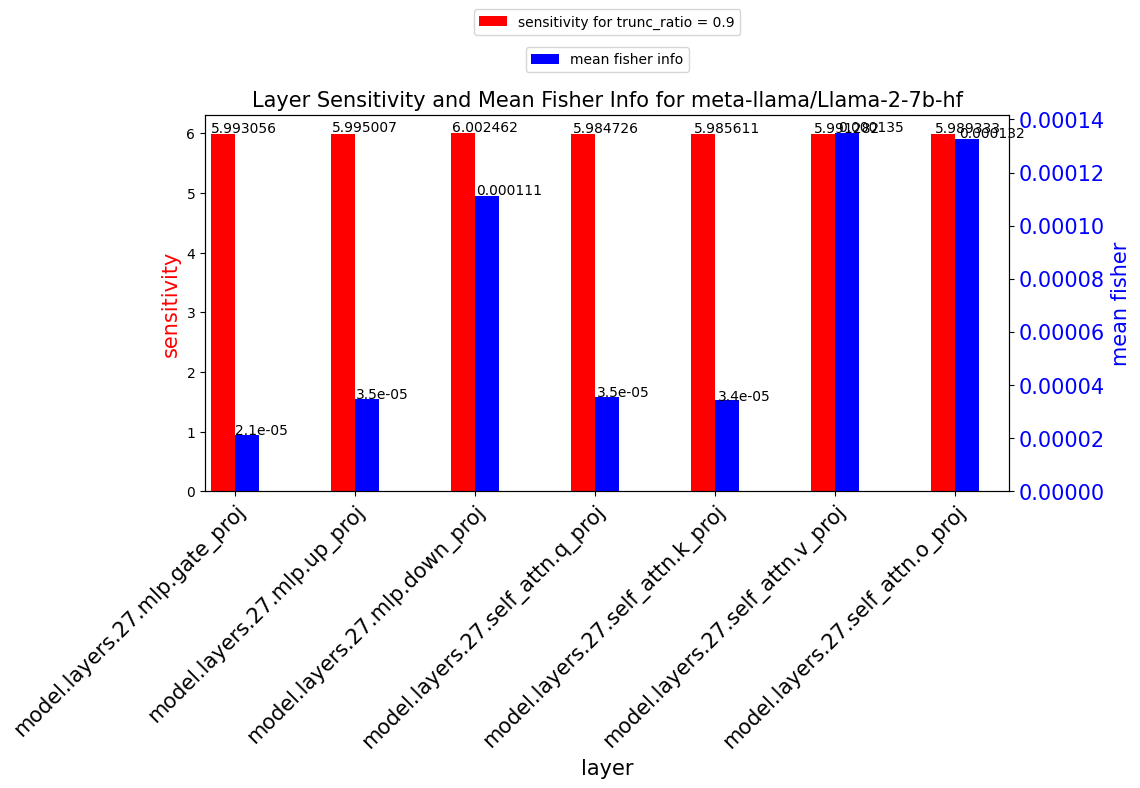 sensitivity for trunc_ratio = 0.9
mean fisher info
Layer Sensitivity and Mean Fisher Info for meta-llama/Llama-2-7b-hf
5.993056
5.995007
6.002462
5.984726
5.985611
5.991282
0.000135
5.989333
0.000132
0.000111
2.1e-05
3.5e-05
3.5e-05
3.4e-05
6
5
4
3
2
1
0
sensitivity
0.00014
0.00012
0.00010
0.00008
0.00006
0.00004
0.00002
0.00000
mean fisher
model.layers.27.mlp.gate_proj
model.layers.27.mlp.up_proj
model.layers.27.mlp.down_proj
model.layers.27.self_attn.q_proj
model.layers.27.self_attn.k_proj
model.layers.27.self_attn.v_proj
model.layers.27.self_attn.o_proj
layer